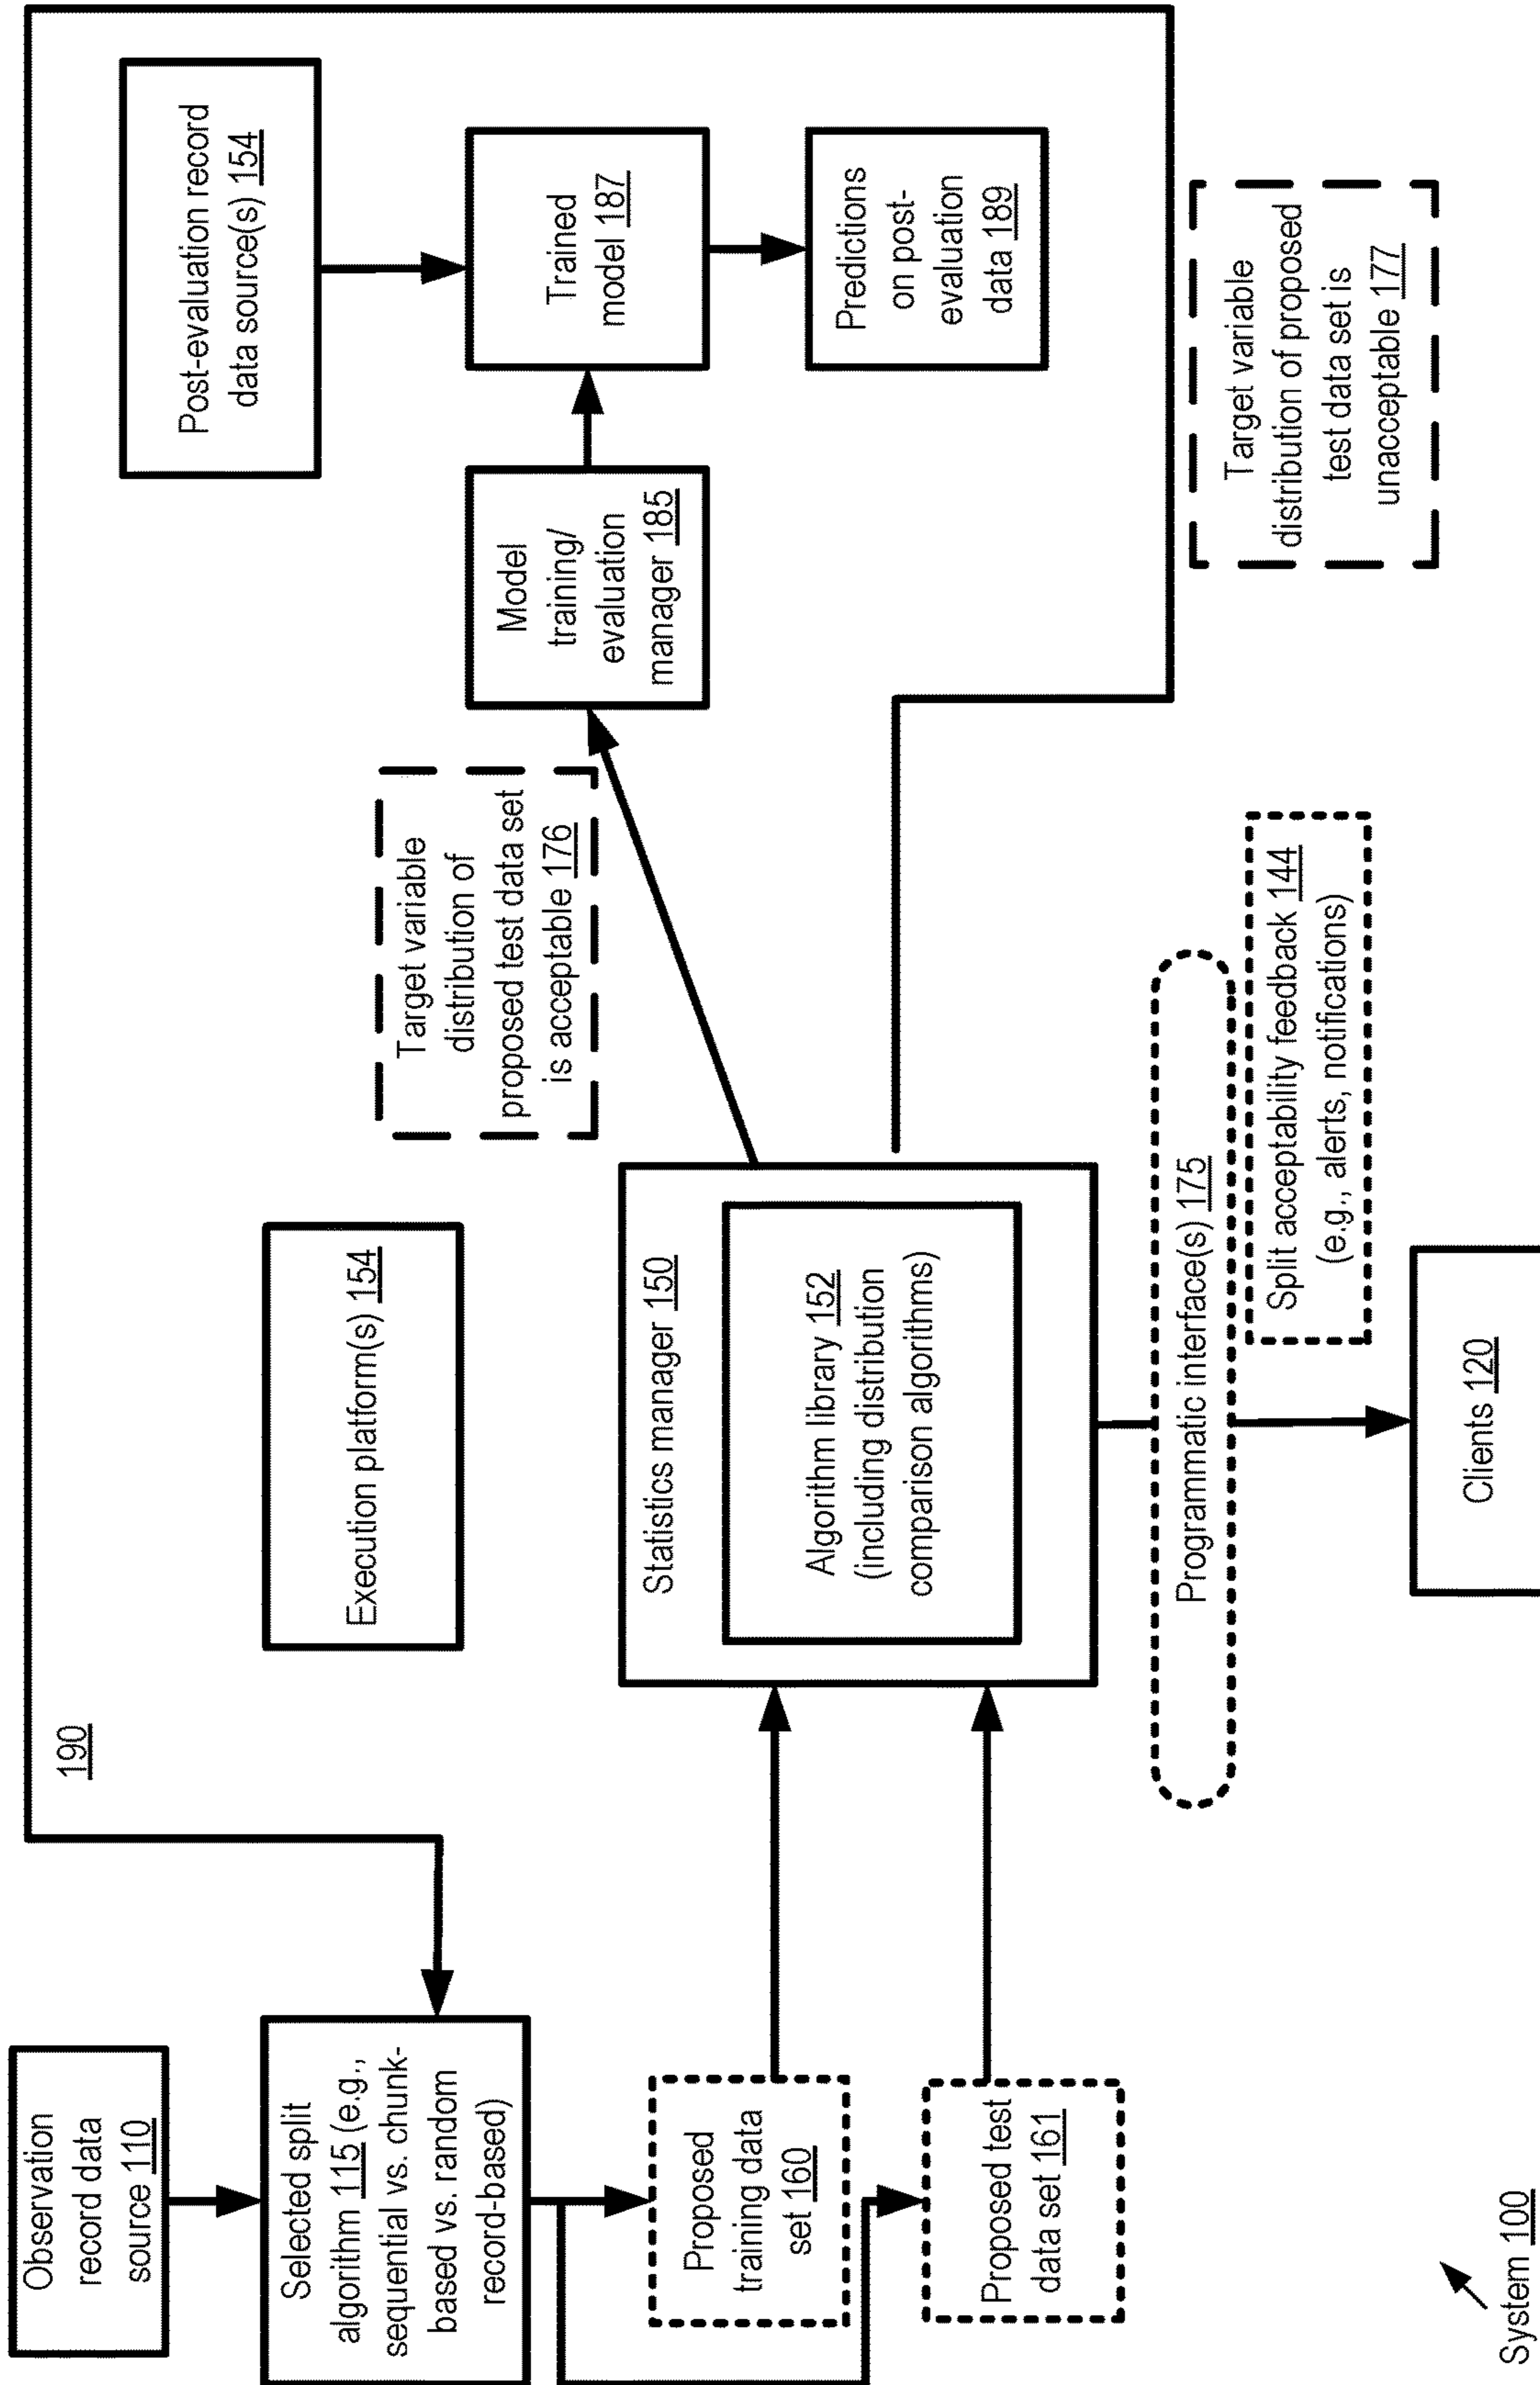 Observation
record data
source 110
Selected split
algorithm 115 (e.g.,
sequential vs. chunk-
based vs. random
record-based)
Proposed
training data
set 160
Proposed test
data set 161
190
Execution platform(s) 154
Statistics manager 150
Algorithm library 152
(including distribution
comparison algorithms)
Programmatic interface(s) 175
Split acceptability feedback 144
(e.g., alerts, notifications)
Clients 120
Target variable
distribution of
proposed test data set
is acceptable 176
Model
training/
evaluation
manager 185
Post-evaluation record
data source(s) 154
Trained
model 187
Predictions
on post-
evaluation
data 189
Target variable
distribution of proposed
test data set is
unacceptable 177
System 100